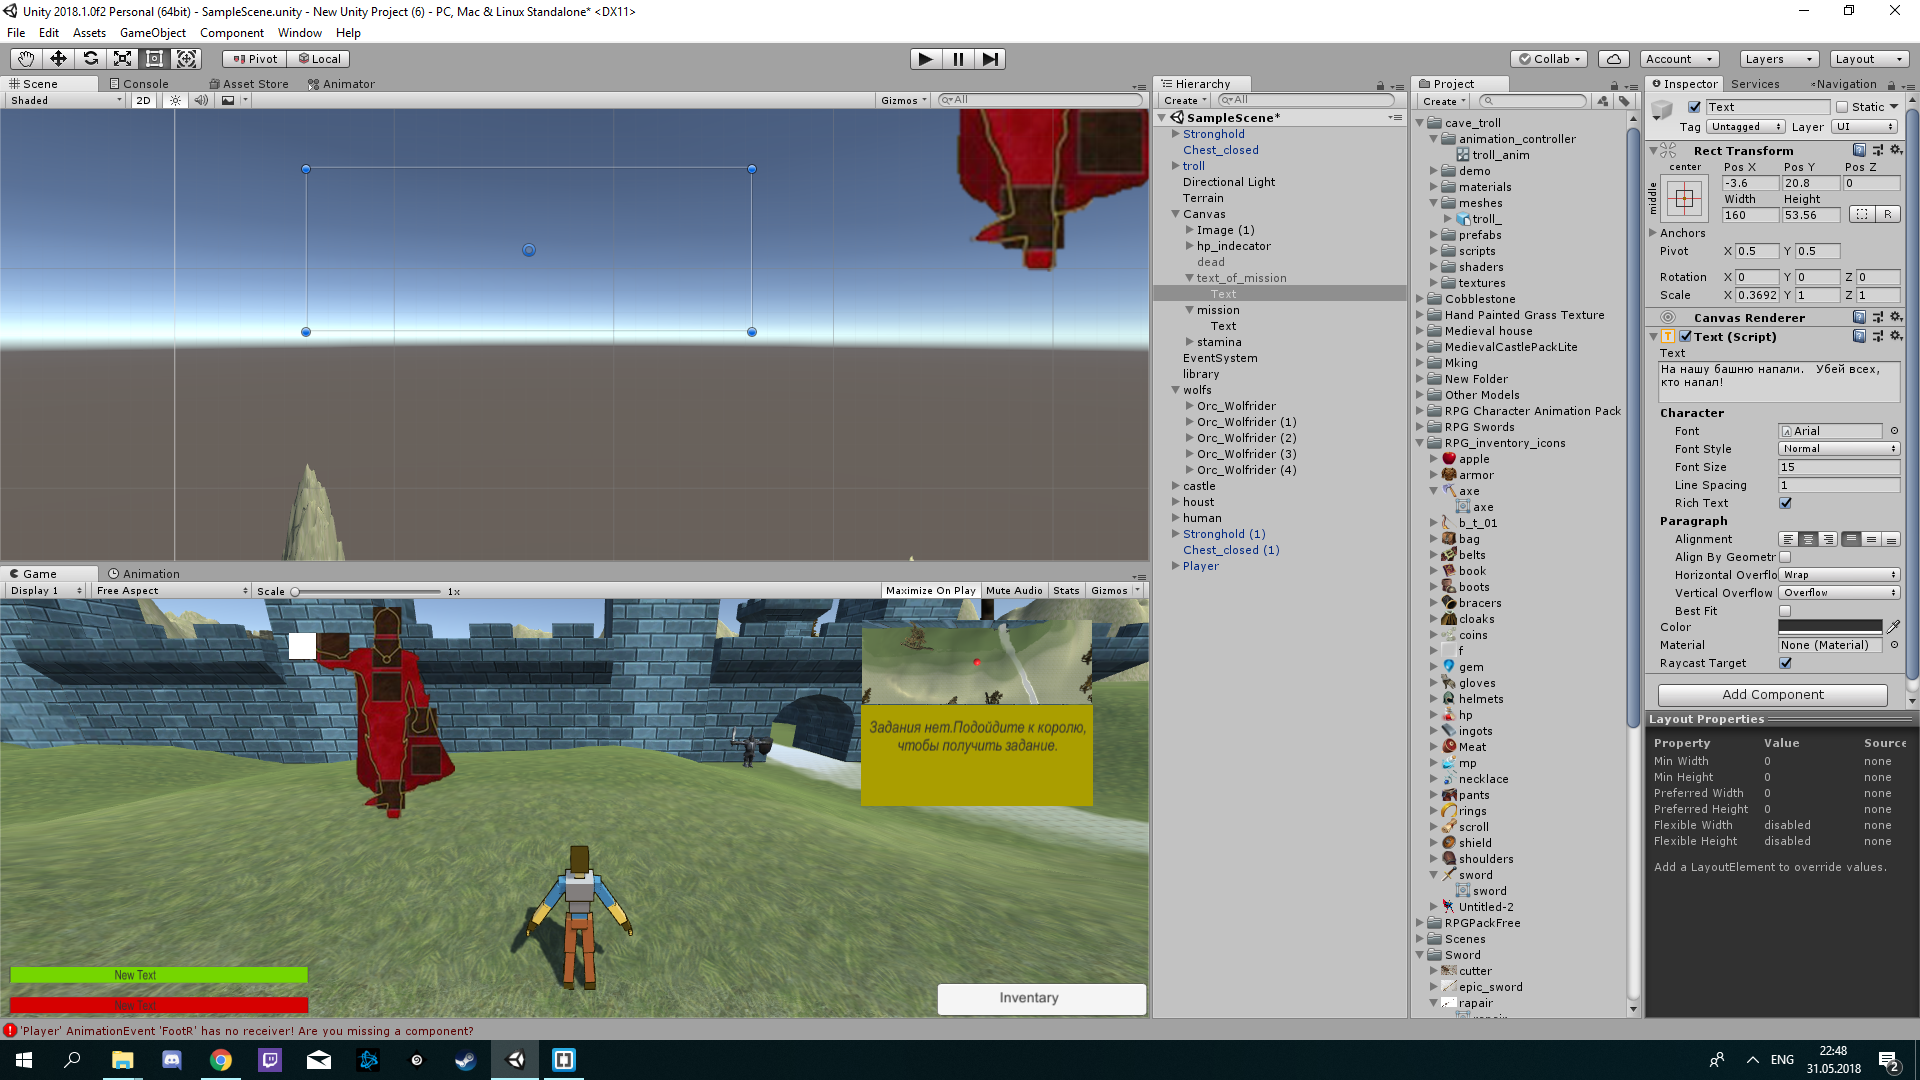 Unity 2018.1.0f2 Personal (64bit) - SampleScene.unity - New Unity Project (6) - PC, Mac & Linux Standalone* <DX11>
File Edit Assets GameObject Component Window Help
Pivot Local Collab Account Layers Layout
Scene Console Asset Store Animator
Shaded 2D Gizmos All
Game Animation
Display 1 Free Aspect Scale 1x Maximize On Play Mute Audio Stats Gizmos
Задания нет.Подойдите к королю,
чтобы получить задание.
New Text
New Text
Inventory
'Player' AnimationEvent 'FootR' has no receiver! Are you missing a component?
Hierarchy
Create All
SampleScene*
Stronghold
Chest_closed
troll
Directional Light
Terrain
Canvas
Image (1)
hp_indecator
dead
text_of_mission
Text
mission
Text
stamina
EventSystem
library
wolfs
Orc_Wolfrider
Orc_Wolfrider (1)
Orc_Wolfrider (2)
Orc_Wolfrider (3)
Orc_Wolfrider (4)
castle
houst
human
Stronghold (1)
Chest_closed (1)
Player
Project
Create
cave_troll
animation_controller
troll_anim
demo
materials
meshes
troll_
prefabs
scripts
shaders
textures
Cobblestone
Hand Painted Grass Texture
Medieval house
MedievalCastlePackLite
Mking
New Folder
Other Models
RPG Character Animation Pack
RPG Swords
RPG_inventory_icons
apple
armor
axe
axe
b_t_01
bag
belts
book
boots
bracers
cloaks
coins
f
gem
gloves
helmets
hp
ingots
Meat
mp
necklace
pants
rings
scroll
shield
shoulders
sword
sword
Untitled-2
RPGPackFree
Scenes
Sword
cutter
epic_sword
rapair
Inspector Services Navigation
Text Static
Tag Untagged Layer UI
Rect Transform
center Pos X Pos Y Pos Z
middle -3.6 20.8 0
Width Height
160 53.56 R
Anchors
Pivot X 0.5 Y 0.5
Rotation X 0 Y 0 Z 0
Scale X 0.3692 Y 1 Z 1
Canvas Renderer
Text (Script)
Text
На нашу башню напали. Убей всех,
кто напал!
Character
Font Arial
Font Style Normal
Font Size 15
Line Spacing 1
Rich Text
Paragraph
Alignment
Align By Geometr
Horizontal Overflo Wrap
Vertical Overflow Overflow
Best Fit
Color
Material None (Material)
Raycast Target
Add Component
Layout Properties
Property Value Source
Min Width 0 none
Min Height 0 none
Preferred Width 0 none
Preferred Height 0 none
Flexible Width disabled none
Flexible Height disabled none
Add a LayoutElement to override values.
ENG
22:48
31.05.2018
2